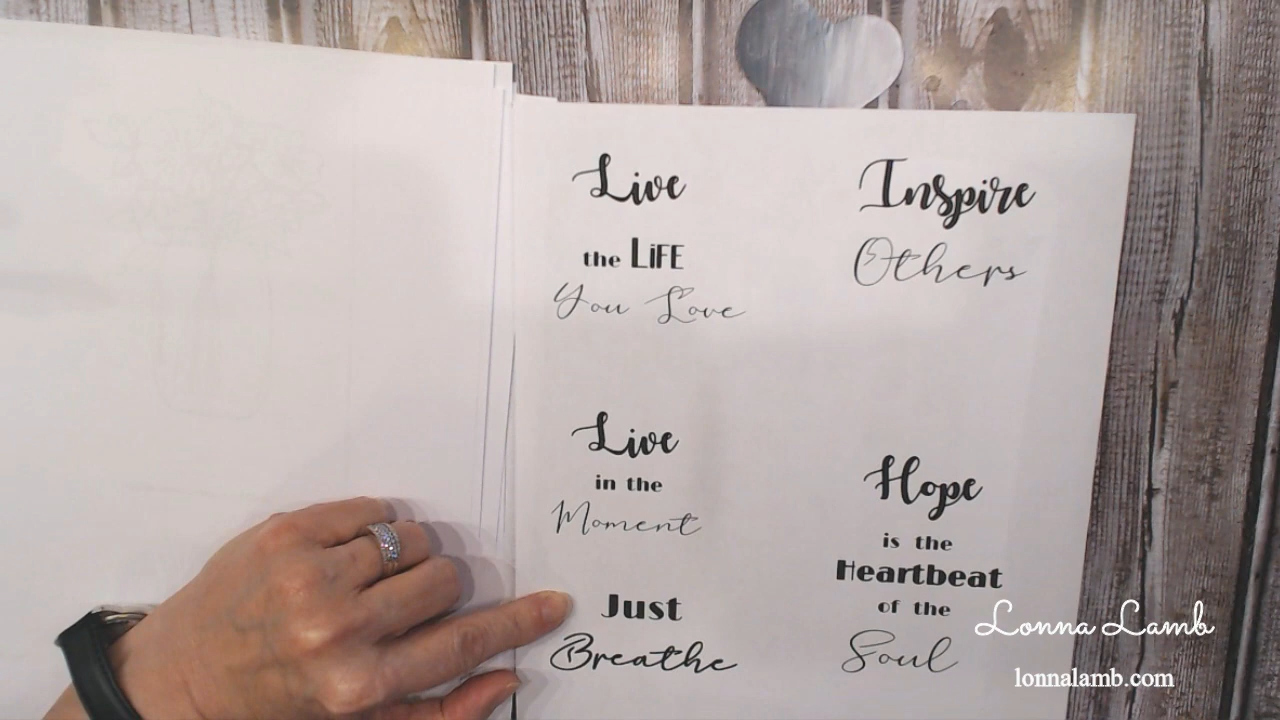 Live
the LiFE
You Love
Inspire
Others
Live
in the
Moment
Hope
is the
Heartbeat
of the
Soul
Just
Breathe
Lonna Lamb
lonnalamb.com